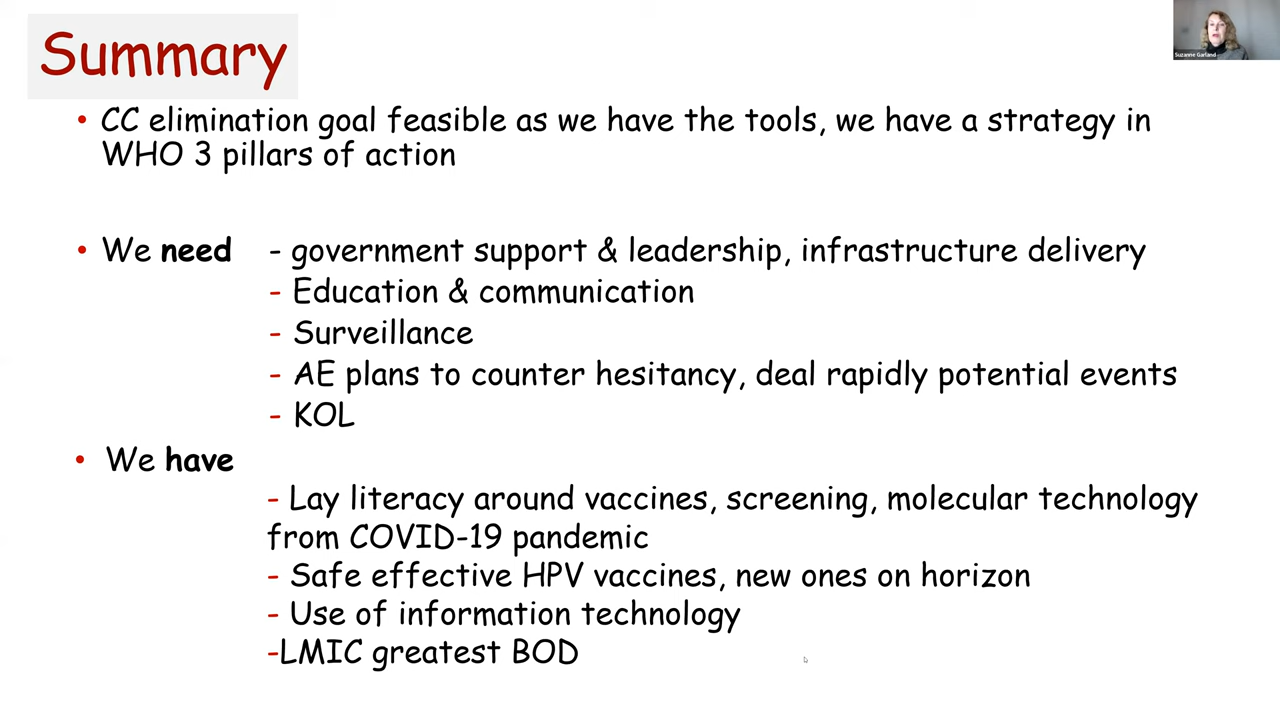 Summary
Suzanne Garland
• CC elimination goal feasible as we have the tools, we have a strategy in
WHO 3 pillars of action
• We need - government support & leadership, infrastructure delivery
- Education & communication
- Surveillance
- AE plans to counter hesitancy, deal rapidly potential events
- KOL
• We have
- Lay literacy around vaccines, screening, molecular technology
from COVID-19 pandemic
- Safe effective HPV vaccines, new ones on horizon
- Use of information technology
-LMIC greatest BOD